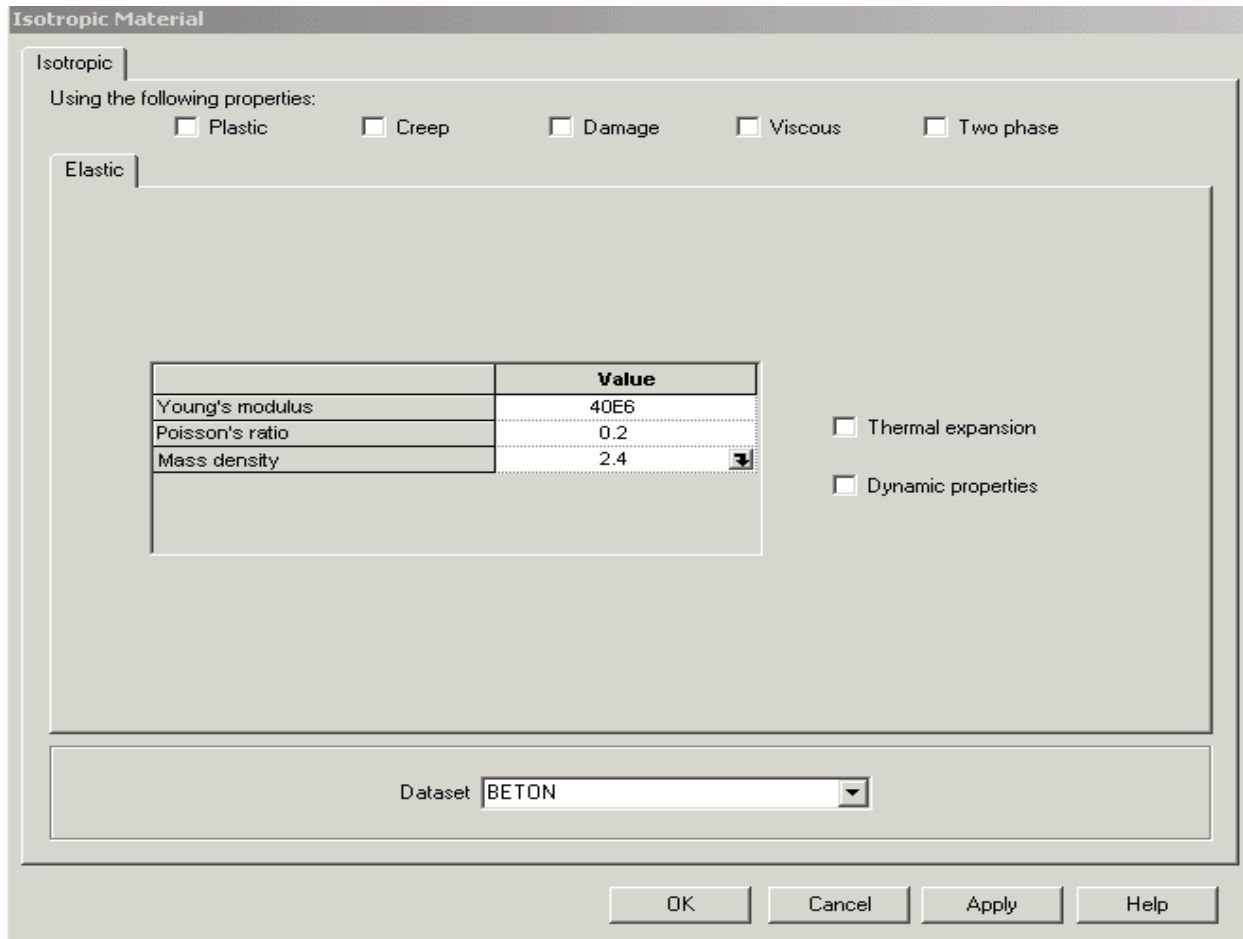 Isotropic Material
Isotropic
Using the following properties:
Plastic Creep Damage Viscous Two phase
Elastic
Value
Young's modulus 40E6
Poisson's ratio 0.2
Mass density 2.4
Thermal expansion
Dynamic properties
Dataset BETON
OK Cancel Apply Help